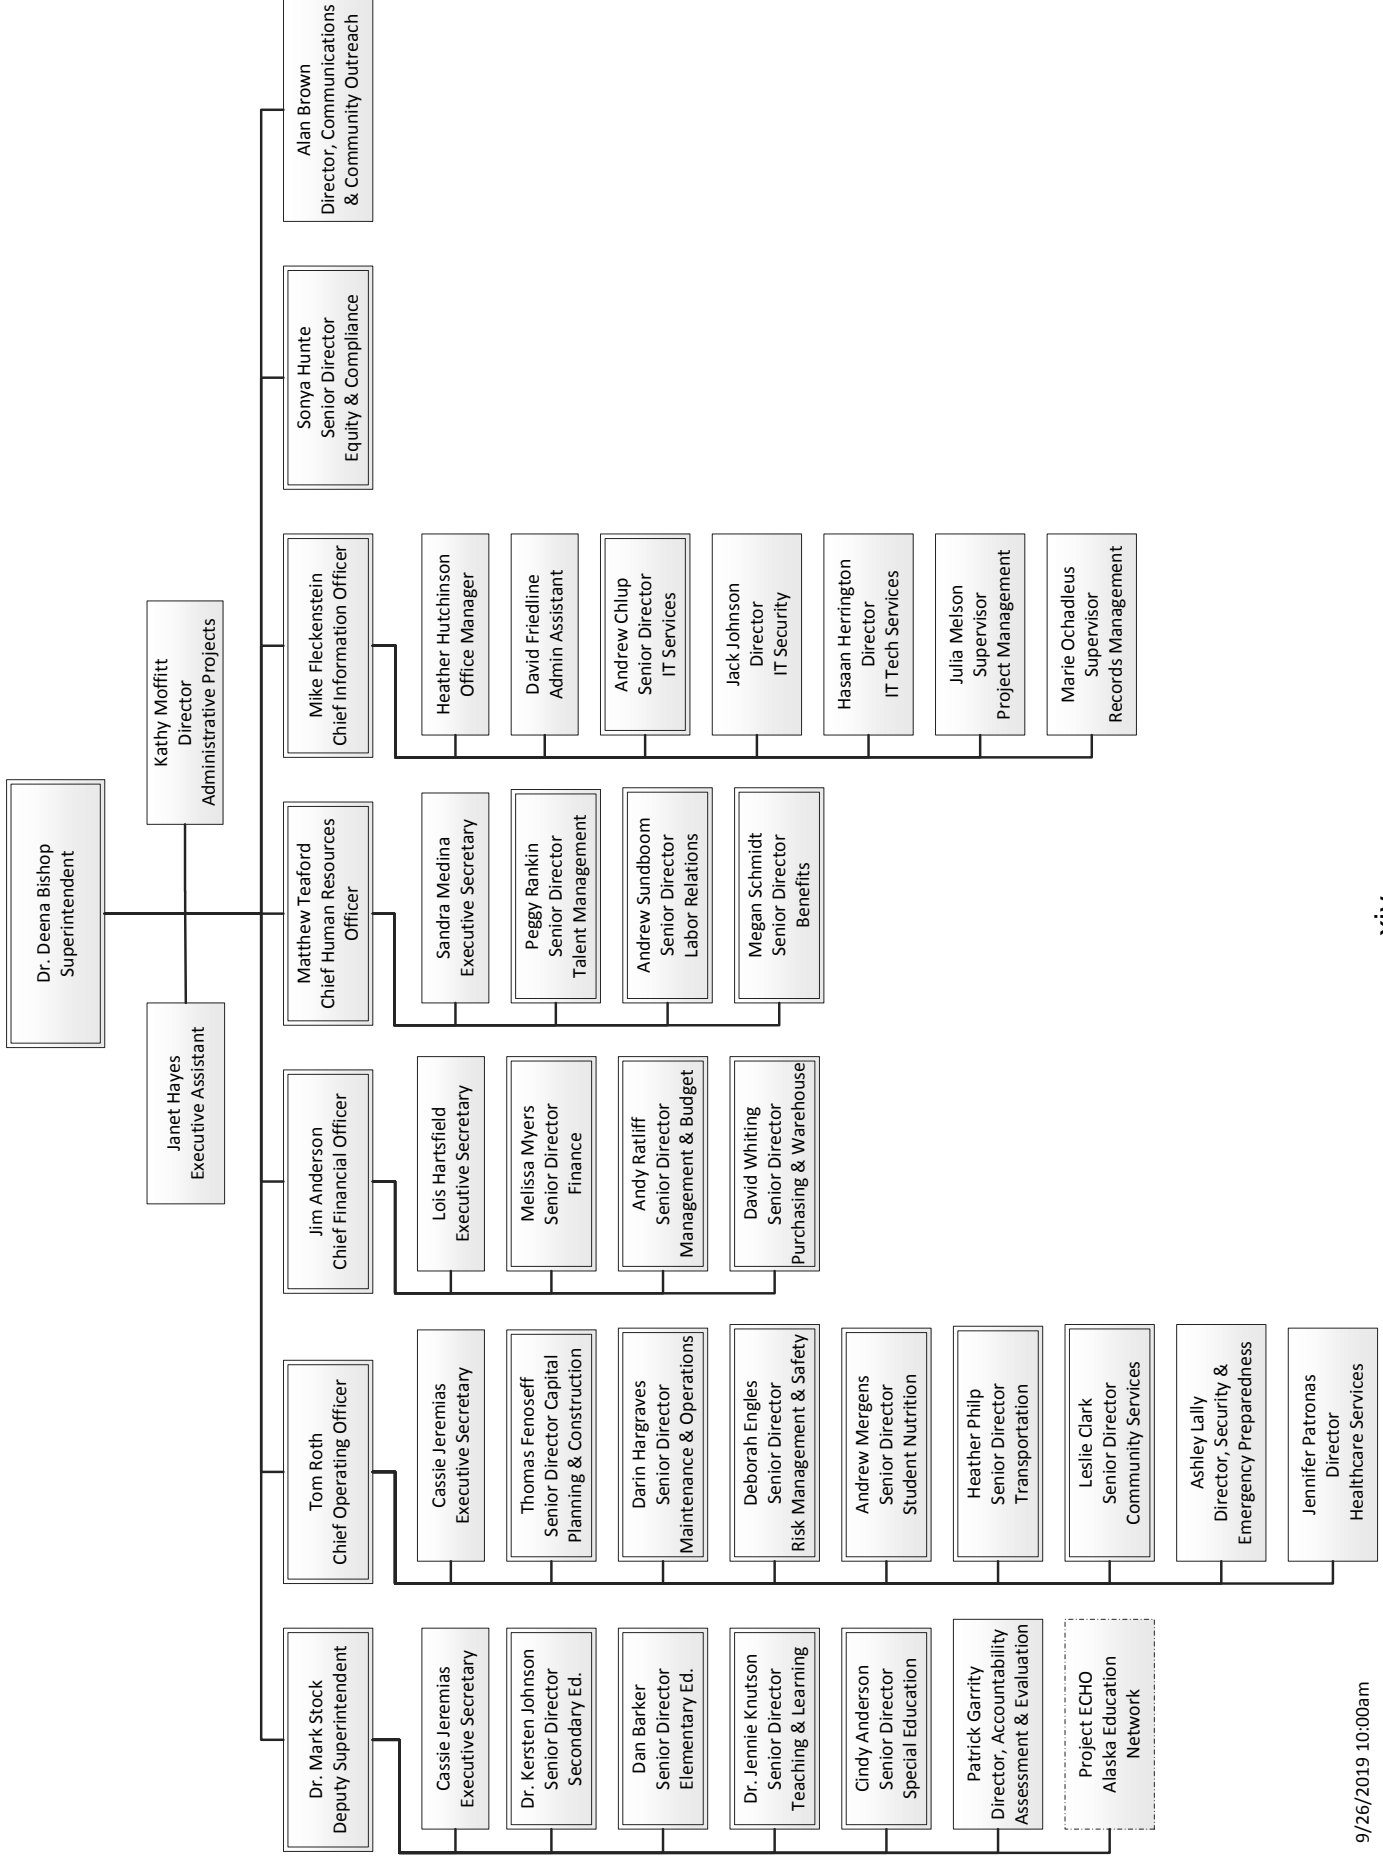 Dr. Deena Bishop
Superintendent
Janet Hayes
Executive Assistant
Kathy Moffitt
Director
Administrative Projects
Dr. Mark Stock
Deputy Superintendent
Cassie Jeremias
Executive Secretary
Dr. Kersten Johnson
Senior Director
Secondary Ed.
Dan Barker
Senior Director
Elementary Ed.
Dr. Jennie Knutson
Senior Director
Teaching & Learning
Cindy Anderson
Senior Director
Special Education
Patrick Garrity
Director, Accountability
Assessment & Evaluation
Project ECHO
Alaska Education
Network
Tom Roth
Chief Operating Officer
Cassie Jeremias
Executive Secretary
Thomas Fenoseff
Senior Director Capital
Planning & Construction
Darin Hargraves
Senior Director
Maintenance & Operations
Deborah Engles
Senior Director
Risk Management & Safety
Andrew Mergens
Senior Director
Student Nutrition
Heather Philp
Senior Director
Transportation
Leslie Clark
Senior Director
Community Services
Ashley Lally
Director, Security &
Emergency Preparedness
Jennifer Patronas
Director
Healthcare Services
Jim Anderson
Chief Financial Officer
Lois Hartsfield
Executive Secretary
Melissa Myers
Senior Director
Finance
Andy Ratliff
Senior Director
Management & Budget
David Whiting
Senior Director
Purchasing & Warehouse
Matthew Teaford
Chief Human Resources
Officer
Sandra Medina
Executive Secretary
Peggy Rankin
Senior Director
Talent Management
Andrew Sundboom
Senior Director
Labor Relations
Megan Schmidt
Senior Director
Benefits
Mike Fleckenstein
Chief Information Officer
Heather Hutchinson
Office Manager
David Friedline
Admin Assistant
Andrew Chlup
Senior Director
IT Services
Jack Johnson
Director
IT Security
Hasaan Herrington
Director
IT Tech Services
Julia Melson
Supervisor
Project Management
Marie Ochadleus
Supervisor
Records Management
Sonya Hunte
Senior Director
Equity & Compliance
Alan Brown
Director, Communications
& Community Outreach
9/26/2019 10:00am